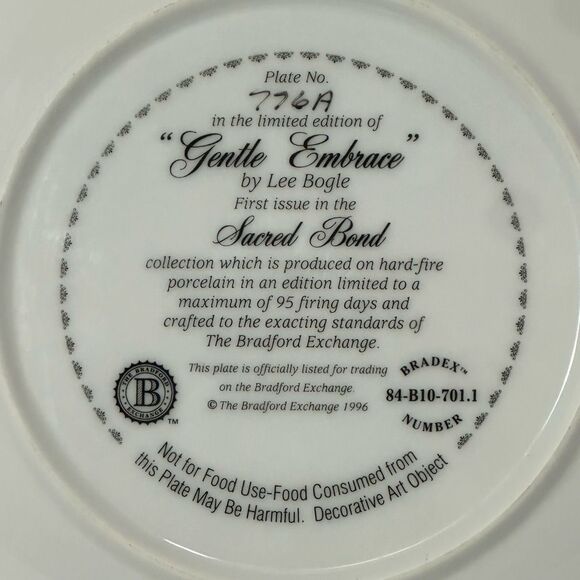 Plate No.
776A
in the limited edition of
"Gentle Embrace"
by Lee Bogle
First issue in the
Sacred Bond
collection which is produced on hard-fire
porcelain in an edition limited to a
maximum of 95 firing days and
crafted to the exacting standards of
The Bradford Exchange.
This plate is officially listed for trading
on the Bradford Exchange.
© The Bradford Exchange 1996
THE BRADFORD
B
EXCHANGE
TM
BRADEX™
84-B10-701.1
NUMBER
Not for Food Use-Food Consumed from
this Plate May Be Harmful. Decorative Art Object